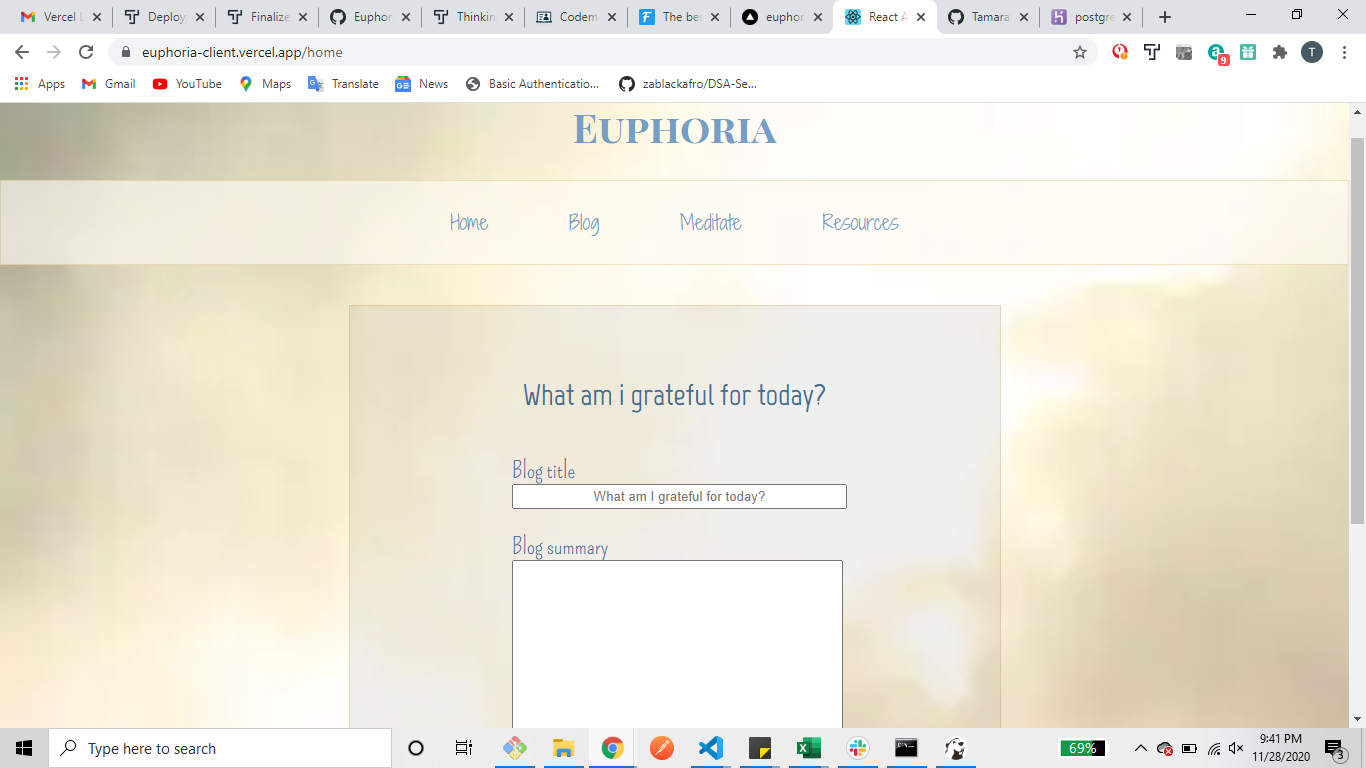 Vercel L
Deploy
Finalize
Euphor
Thinkin
Codem
The be
euphor
React A
Tamara
postgre
euphoria-client.vercel.app/home
T
9
Apps
Gmail
YouTube
Maps
Translate
News
Basic Authenticatio...
zablackafro/DSA-Se...
Euphoria
Home Blog Meditate Resources
What am i grateful for today?
Blog title
What am I grateful for today?
Blog summary
Type here to search
69%
9:41 PM
11/28/2020
3